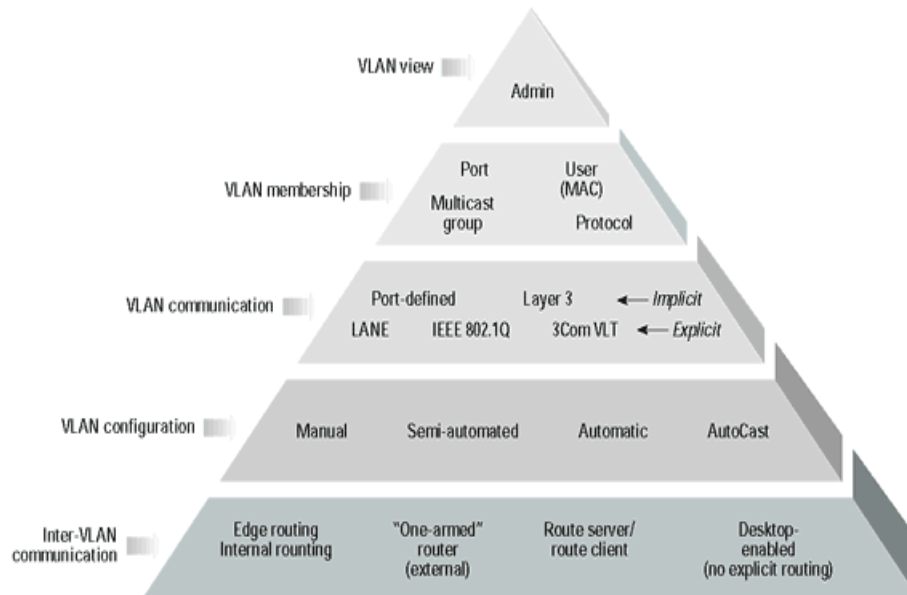 VLAN view
Admin
VLAN membership
Port
User
(MAC)
Multicast
group
Protocol
VLAN communication
Port-defined
Layer 3
Implicit
LANE
IEEE 802.1Q
3Com VLT
Explicit
VLAN configuration
Manual
Semi-automated
Automatic
AutoCast
Inter-VLAN
communication
Edge routing
Internal rounting
“One-armed”
router
(external)
Route server/
route client
Desktop-
enabled
(no explicit routing)